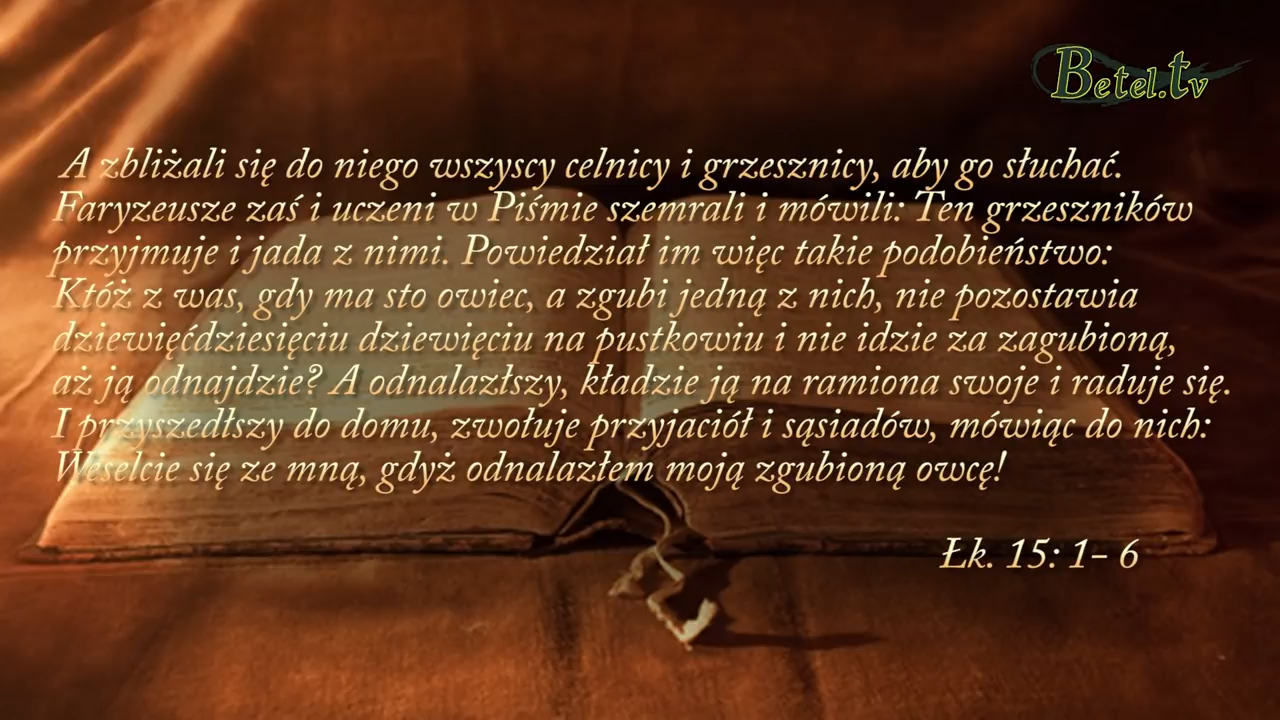 Betel.tv
A zbliżali się do niego wszyscy celnicy i grzesznicy, aby go słuchać.
Faryzeusze zaś i uczeni w Piśmie szemrali i mówili: Ten grzeszników
przyjmuje i jada z nimi. Powiedział im więc takie podobieństwo:
Któż z was, gdy ma sto owiec, a zgubi jedną z nich, nie pozostawia
dziewięćdziesięciu dziewięciu na pustkowiu i nie idzie za zagubioną,
aż ją odnajdzie? A odnalazłszy, kładzie ją na ramiona swoje i raduje się.
I przyszedłszy do domu, zwołuje przyjaciół i sąsiadów, mówiąc do nich:
Weselcie się ze mną, gdyż odnalazłem moją zgubioną owcę!
Łk. 15: 1– 6